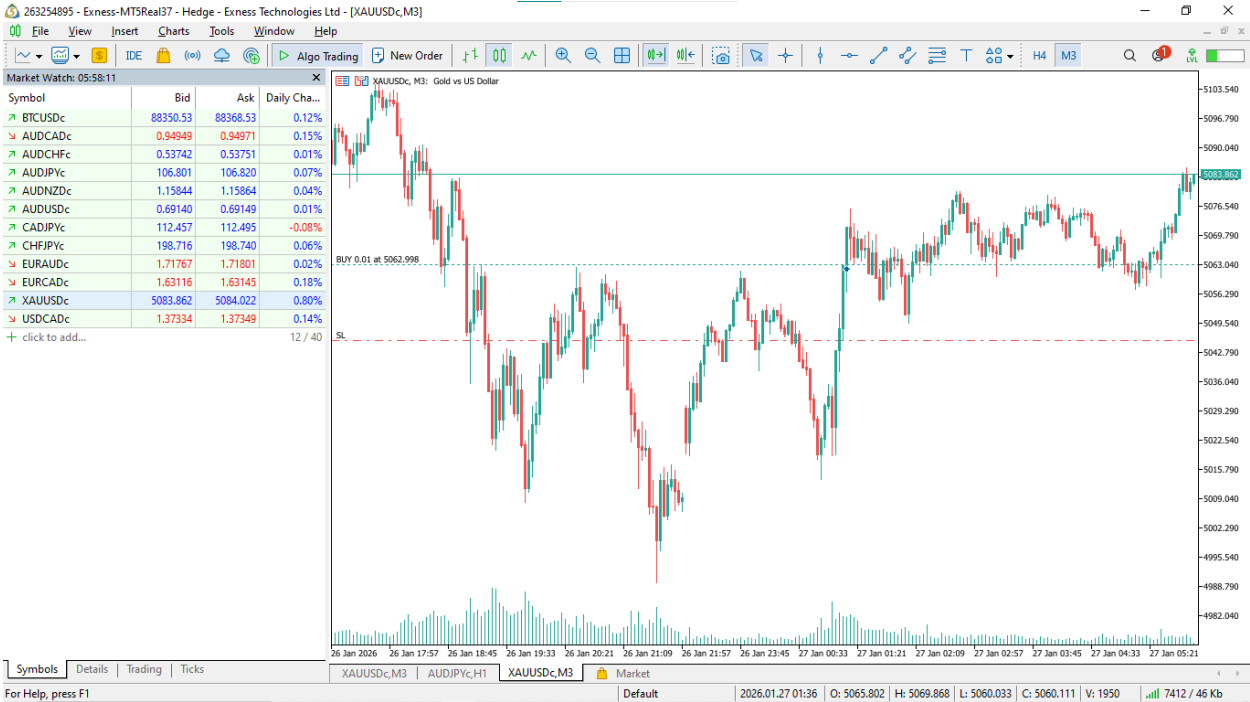 263254895 - Exness-MT5Real37 - Hedge - Exness Technologies Ltd - [XAUUSDc,M3]
File View Insert Charts Tools Window Help
IDE Algo Trading New Order T H4 M3 1 LVL
Market Watch: 05:58:11
Symbol Bid Ask Daily Cha...
BTCUSDc 88350.53 88368.53 0.12%
AUDCADc 0.94949 0.94971 0.15%
AUDCHFc 0.53742 0.53751 0.01%
AUDJPYc 106.801 106.820 0.07%
AUDNZDc 1.15844 1.15864 0.04%
AUDUSDc 0.69140 0.69149 0.01%
CADJPYc 112.457 112.495 -0.08%
CHFJPYc 198.716 198.740 0.06%
EURAUDc 1.71767 1.71801 0.02%
EURCADc 1.63116 1.63145 0.18%
XAUUSDc 5083.862 5084.022 0.80%
USDCADc 1.37334 1.37349 0.14%
click to add... 12 / 40
Symbols Details Trading Ticks
XAUUSDc, M3: Gold vs US Dollar
BUY 0.01 at 5062.998
SL
5103.540
5096.790
5090.040
5083.862
5076.540
5069.790
5063.040
5056.290
5049.540
5042.790
5036.040
5029.290
5022.540
5015.790
5009.040
5002.290
4995.540
4988.790
4982.040
26 Jan 2026 26 Jan 17:57 26 Jan 18:45 26 Jan 19:33 26 Jan 20:21 26 Jan 21:09 26 Jan 21:57 26 Jan 23:45 27 Jan 00:33 27 Jan 01:21 27 Jan 02:09 27 Jan 02:57 27 Jan 03:45 27 Jan 04:33 27 Jan 05:21
XAUUSDc,M3 AUDJPYc,H1 XAUUSDc,M3 Market
For Help, press F1 Default 2026.01.27 01:36 O: 5065.802 H: 5069.868 L: 5060.033 C: 5060.111 V: 1950 7412 / 46 Kb